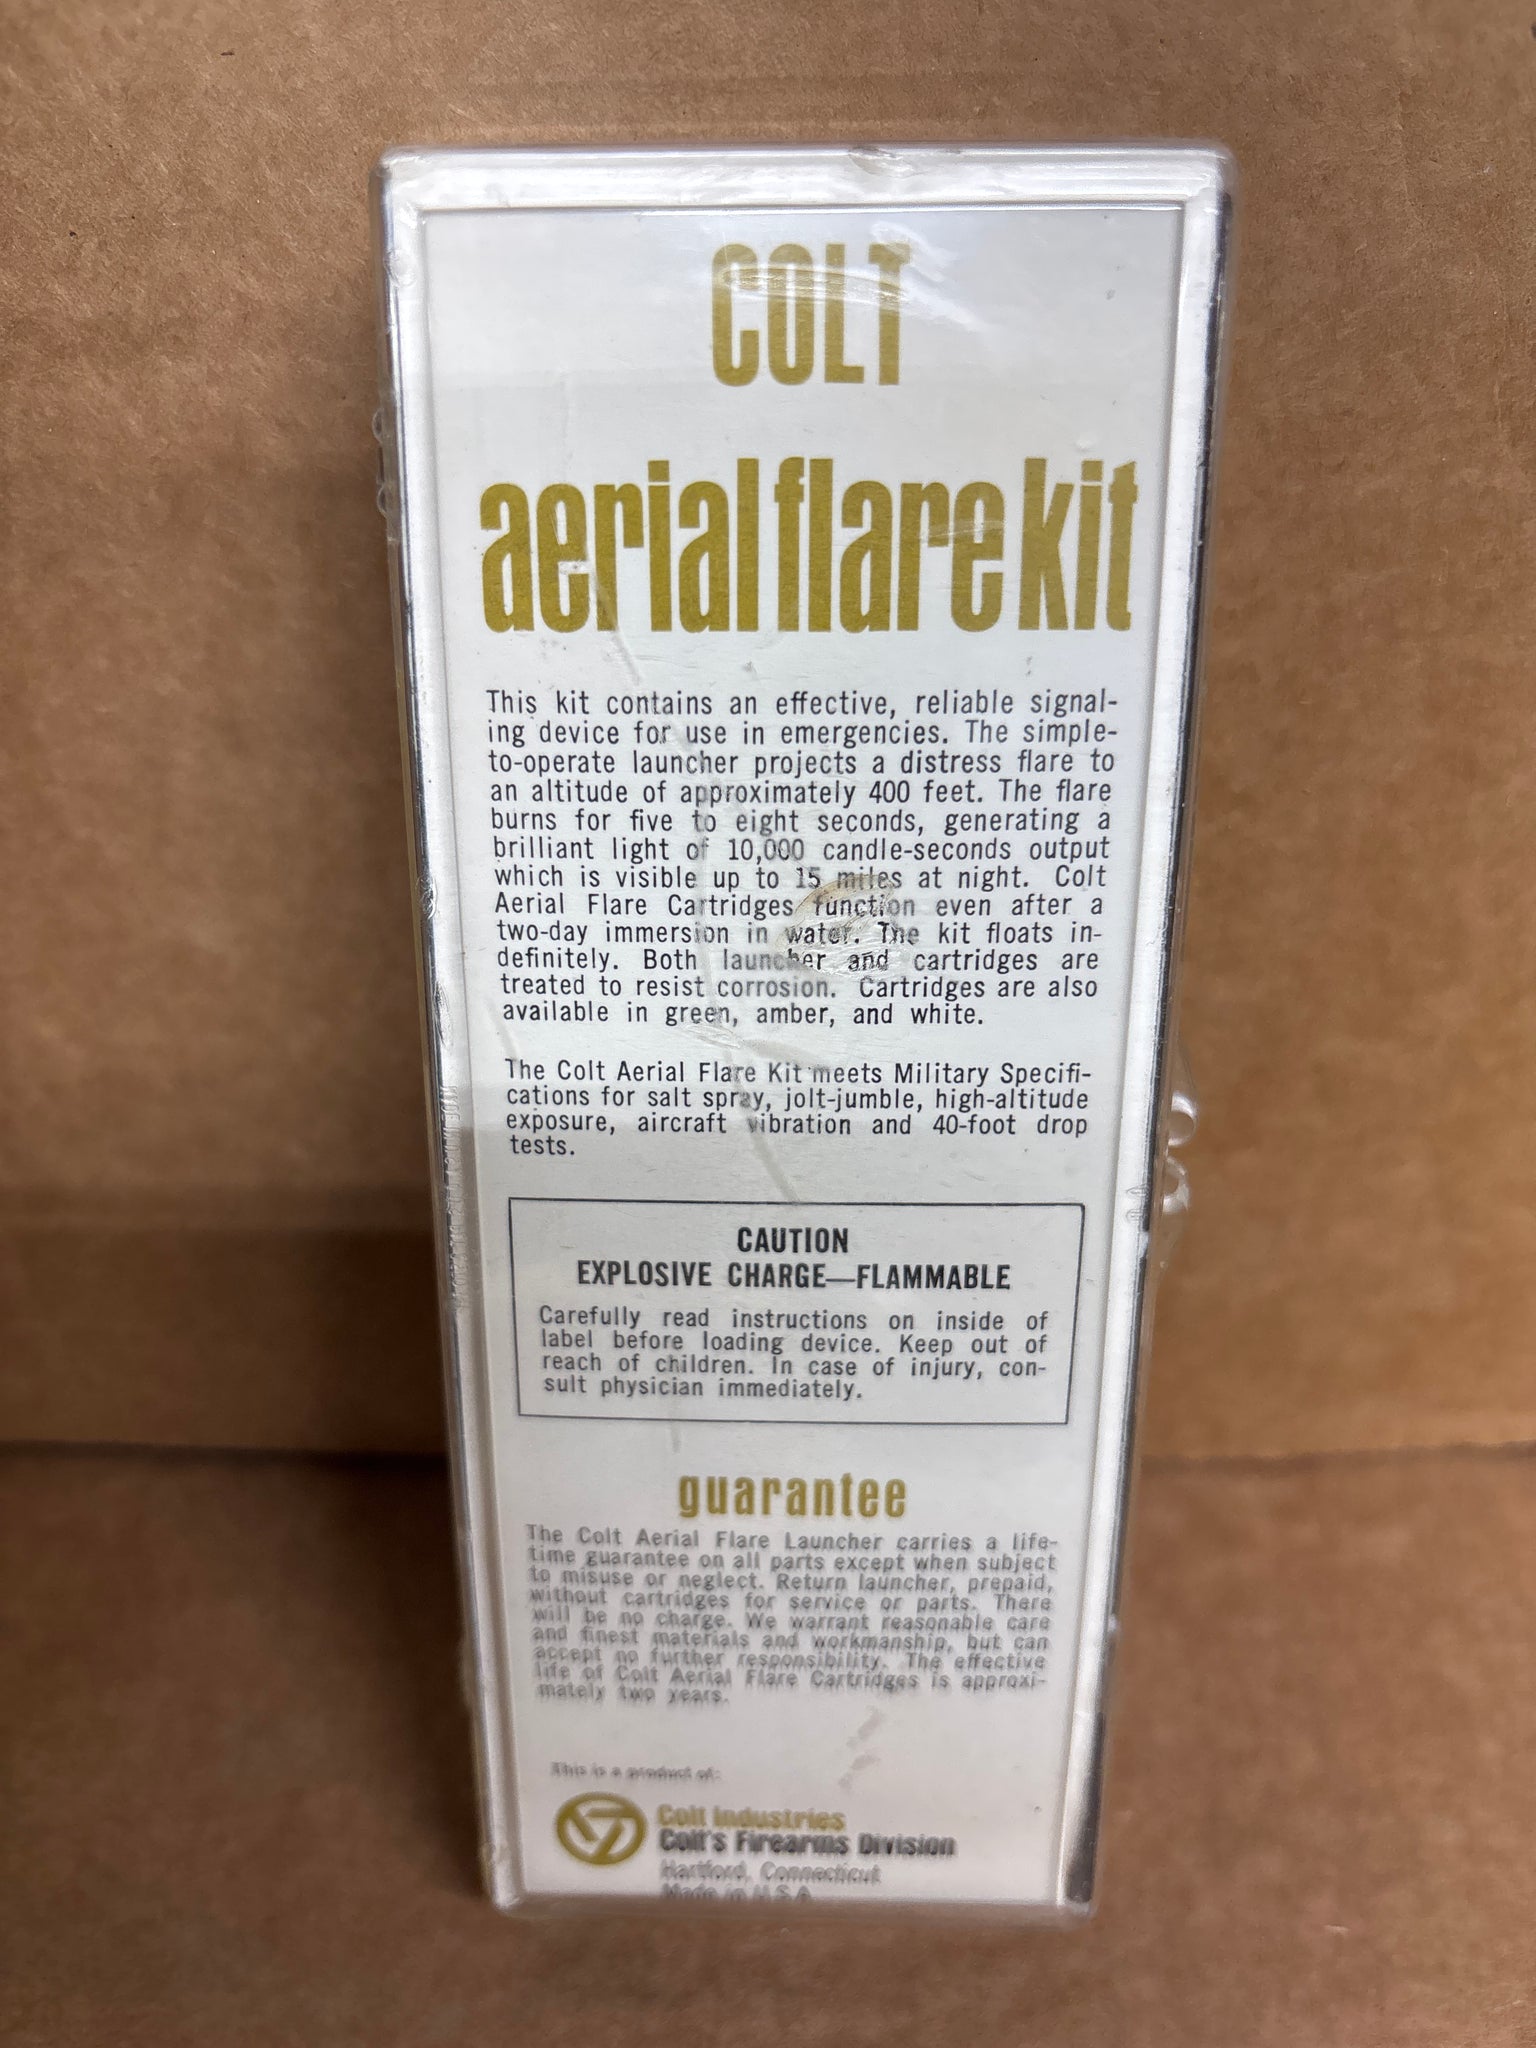 COLT
aerial flare kit
This kit contains an effective, reliable signal-
ing device for use in emergencies. The simple-
to-operate launcher projects a distress flare to
an altitude of approximately 400 feet. The flare
burns for five to eight seconds, generating a
brilliant light of 10,000 candle-seconds output
which is visible up to 15 miles at night. Colt
Aerial Flare Cartridges function even after a
two-day immersion in water. The kit floats in-
definitely. Both launcher and cartridges are
treated to resist corrosion. Cartridges are also
available in green, amber, and white.
The Colt Aerial Flare Kit meets Military Specifi-
cations for salt spray, jolt-jumble, high-altitude
exposure, aircraft vibration and 40-foot drop
tests.
CAUTION
EXPLOSIVE CHARGE—FLAMMABLE
Carefully read instructions on inside of
label before loading device. Keep out of
reach of children. In case of injury, con-
sult physician immediately.
guarantee
The Colt Aerial Flare Launcher carries a life-
time guarantee on all parts except when subject
to misuse or neglect. Return launcher, prepaid,
without cartridges for service or parts. There
will be no charge. We warrant reasonable care
and finest materials and workmanship, but can
accept no further responsibility. The effective
life of Colt Aerial Flare Cartridges is approxi-
mately two years.
This is a product of:
Colt Industries
Colt's Firearms Division
Hartford, Connecticut
Made in U.S.A.